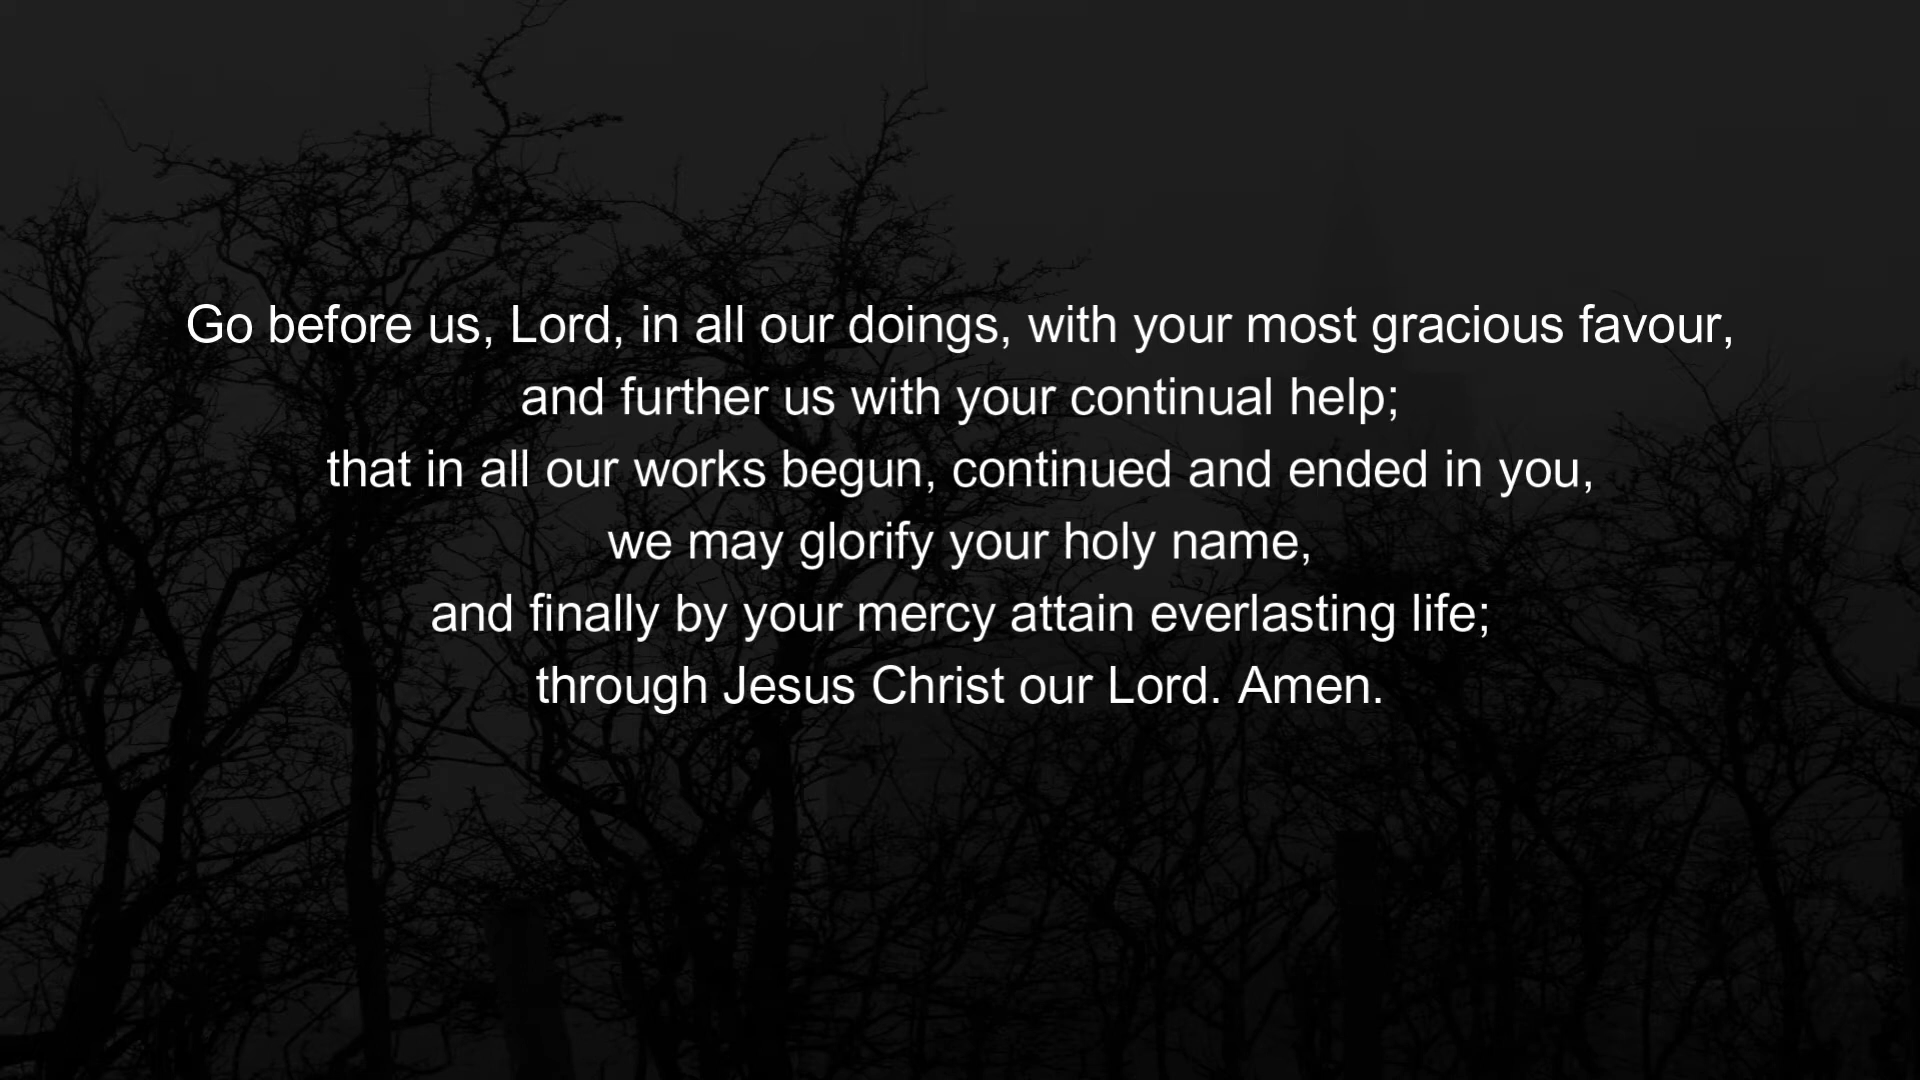 Go before us, Lord, in all our doings, with your most gracious favour,
and further us with your continual help;
that in all our works begun, continued and ended in you,
we may glorify your holy name,
and finally by your mercy attain everlasting life;
through Jesus Christ our Lord. Amen.